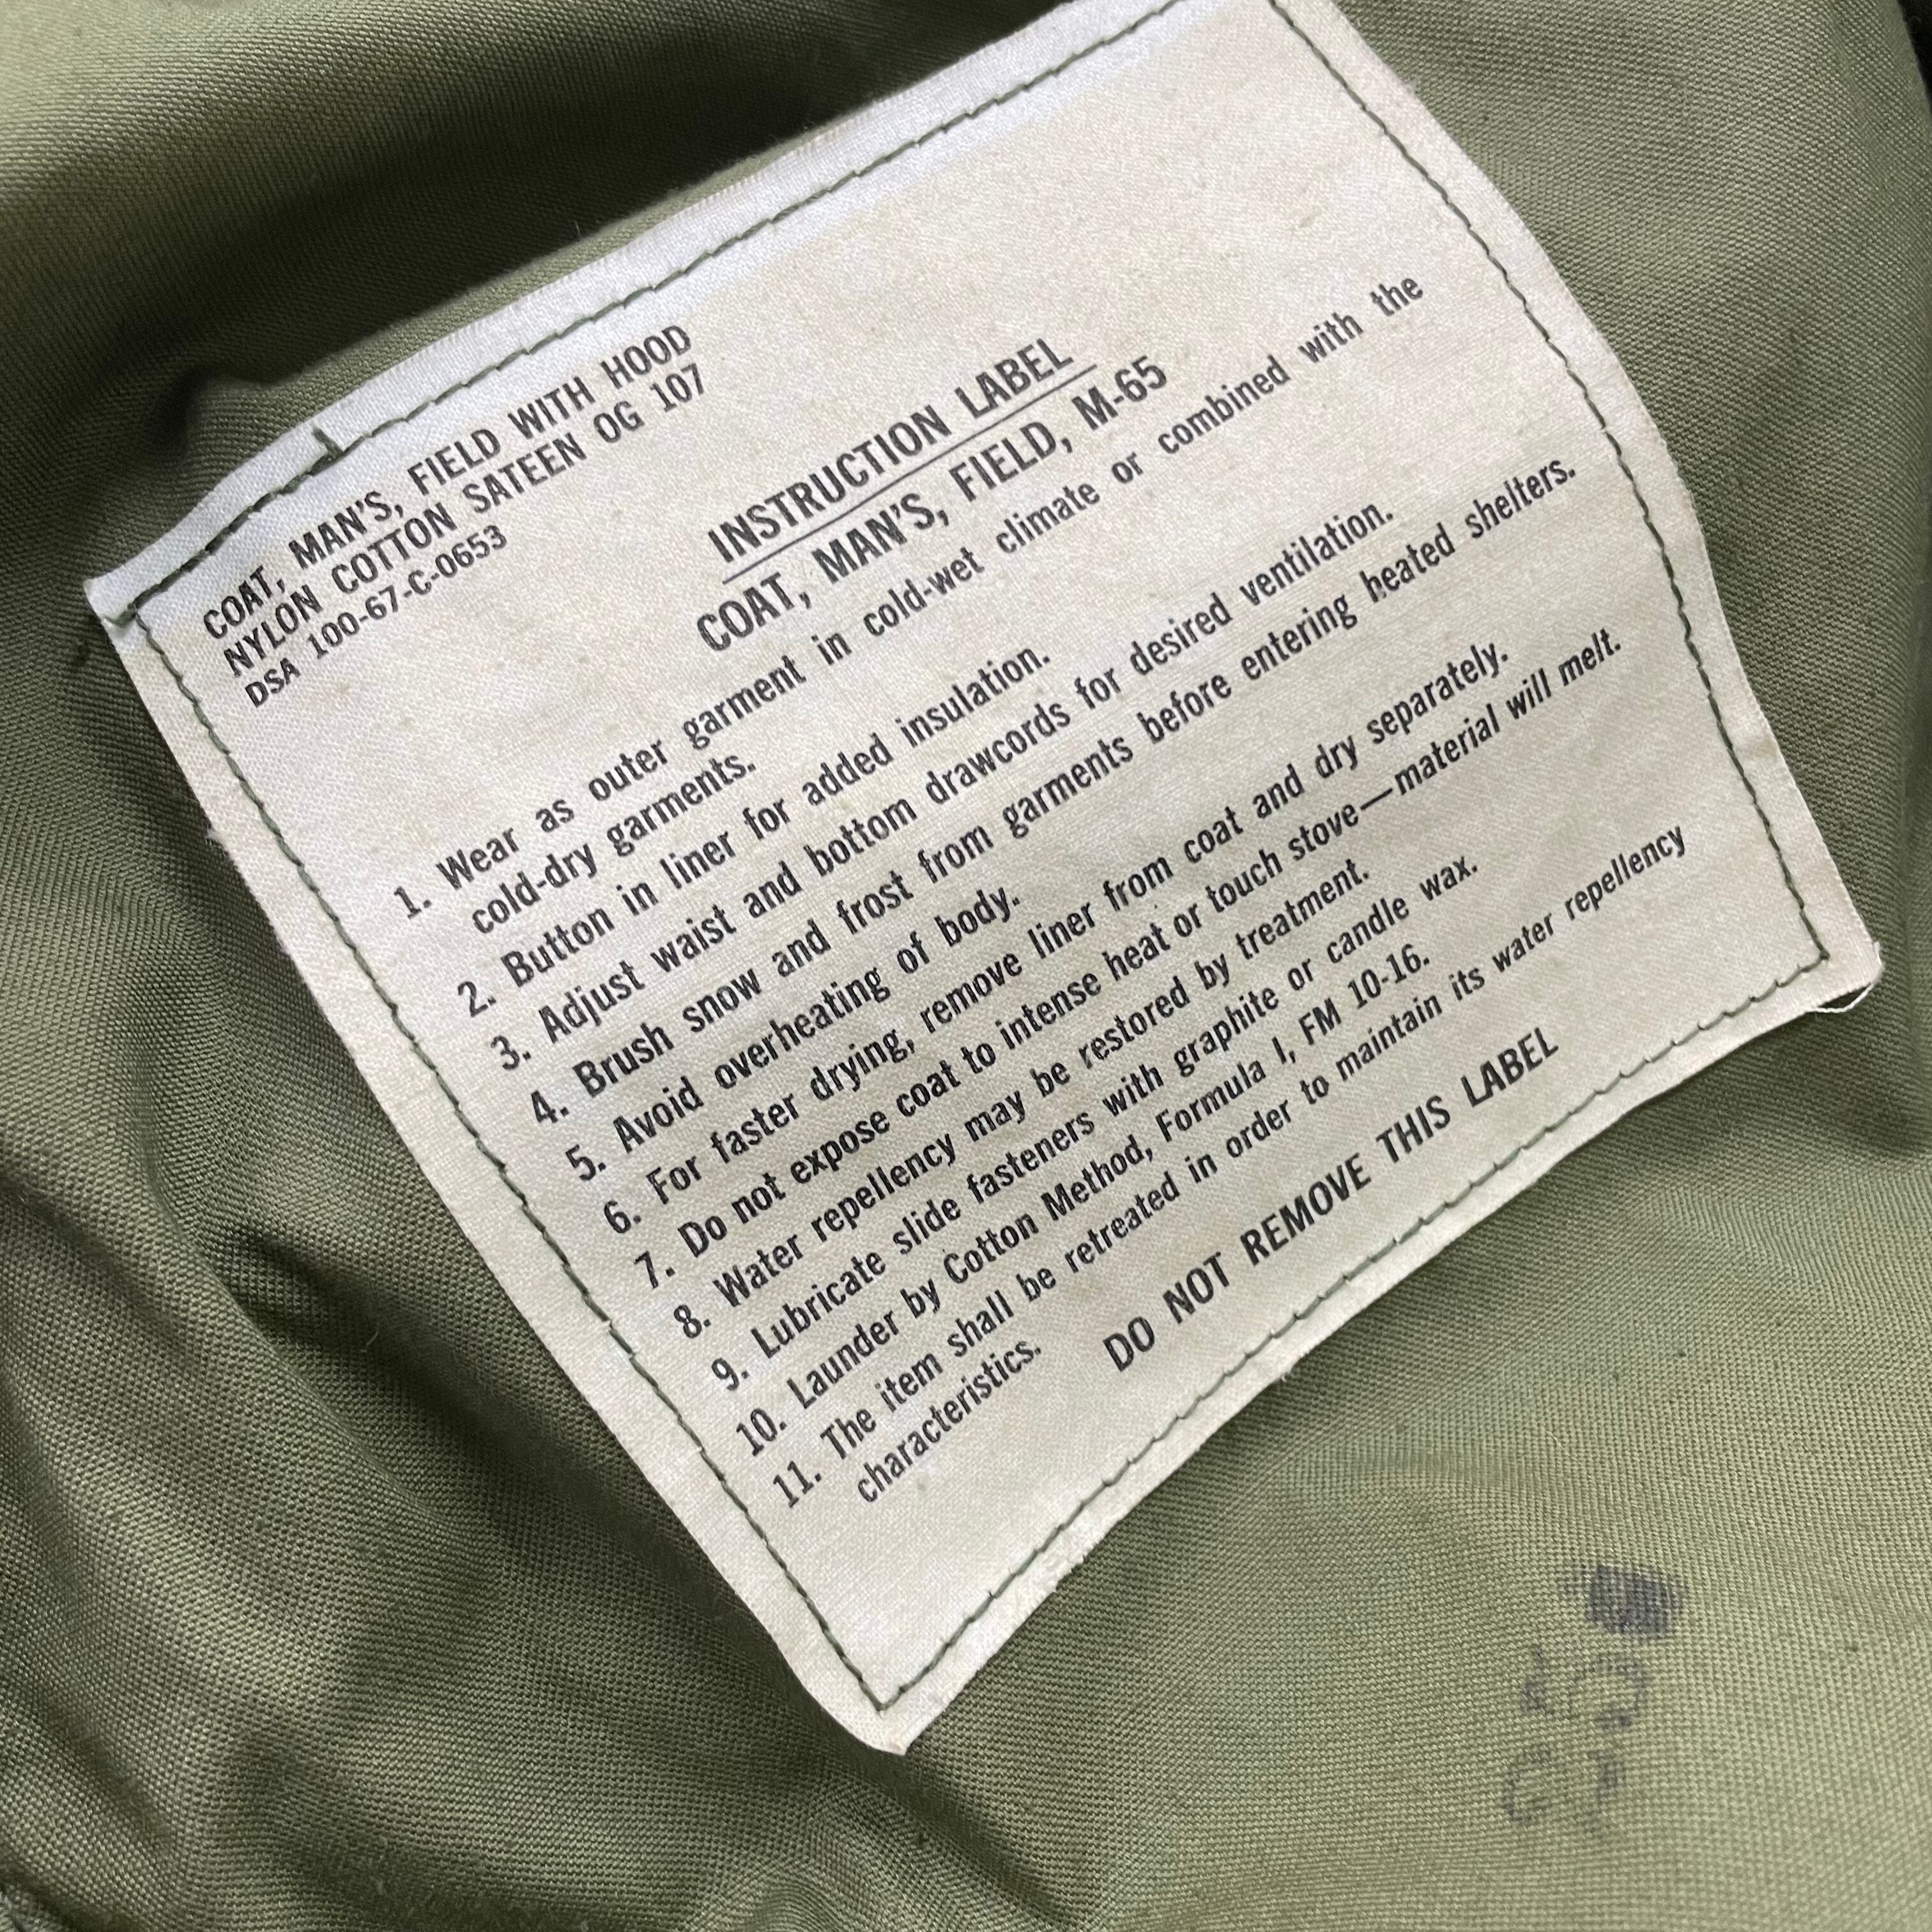 COAT, MAN'S, FIELD WITH HOOD
NYLON COTTON SATEEN OG 107
DSA 100-67-C-0653
INSTRUCTION LABEL
COAT, MAN'S, FIELD, M-65
1. Wear as outer garment in cold-wet climate or combined with the
cold-dry garments.
2. Button in liner for added insulation.
3. Adjust waist and bottom drawcords for desired ventilation.
4. Brush snow and frost from garments before entering heated shelters.
5. Avoid overheating of body.
6. For faster drying, remove liner from coat and dry separately.
7. Do not expose coat to intense heat or touch stove—material will melt.
8. Water repellency may be restored by treatment.
9. Lubricate slide fasteners with graphite or candle wax.
10. Launder by Cotton Method, Formula I, FM 10-16.
11. The item shall be retreated in order to maintain its water repellency
characteristics.
DO NOT REMOVE THIS LABEL